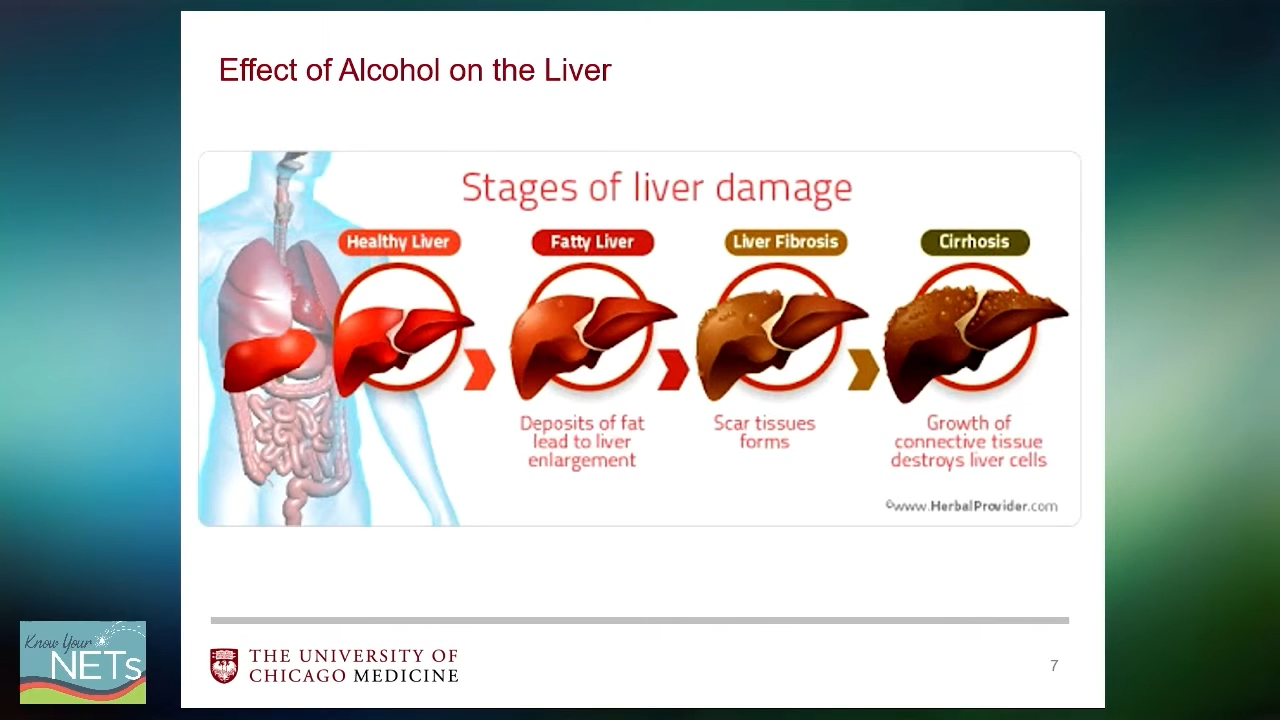 Effect of Alcohol on the Liver
Stages of liver damage
Healthy Liver
Fatty Liver
Liver Fibrosis
Cirrhosis
Deposits of fat
lead to liver
enlargement
Scar tissues
forms
Growth of
connective tissue
destroys liver cells
©www.HerbalProvider.com
Know Your
NETs
THE UNIVERSITY OF
CHICAGO MEDICINE
7